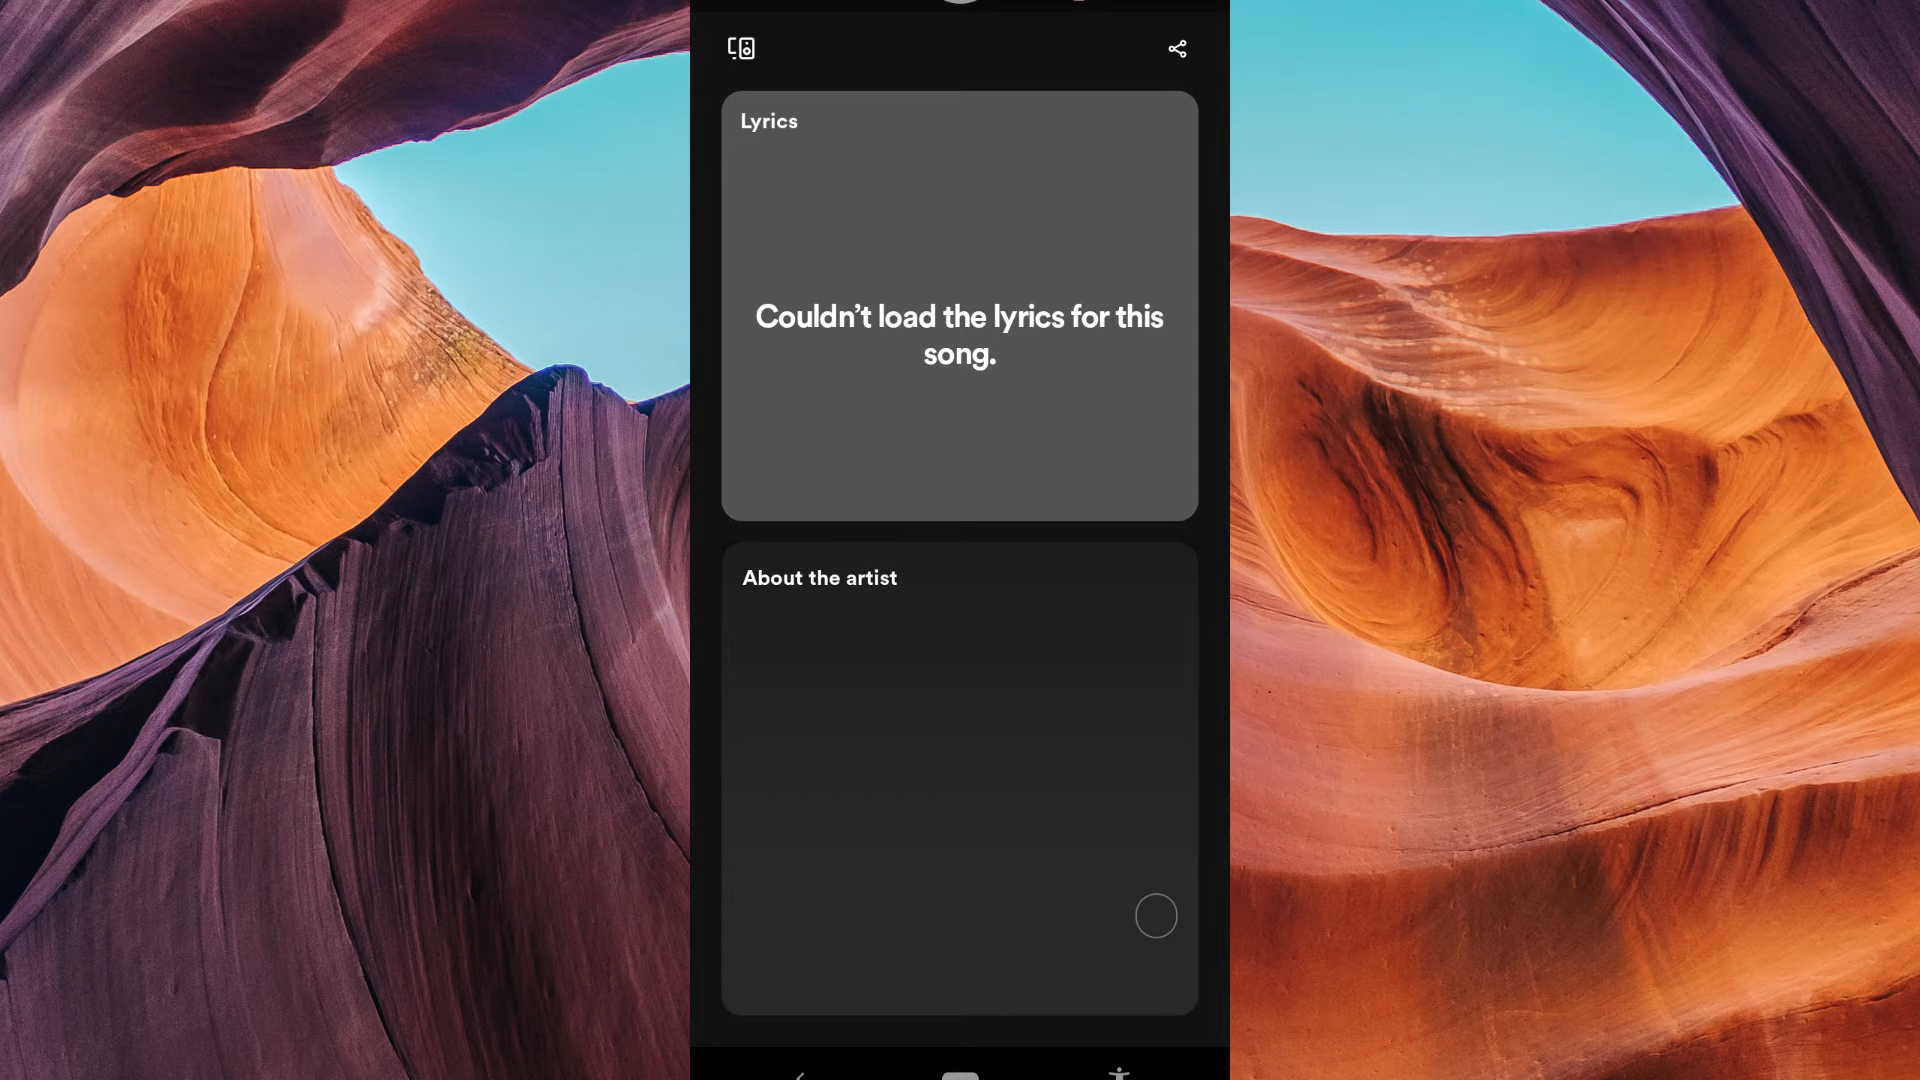 Lyrics
Couldn’t load the lyrics for this
song.
About the artist